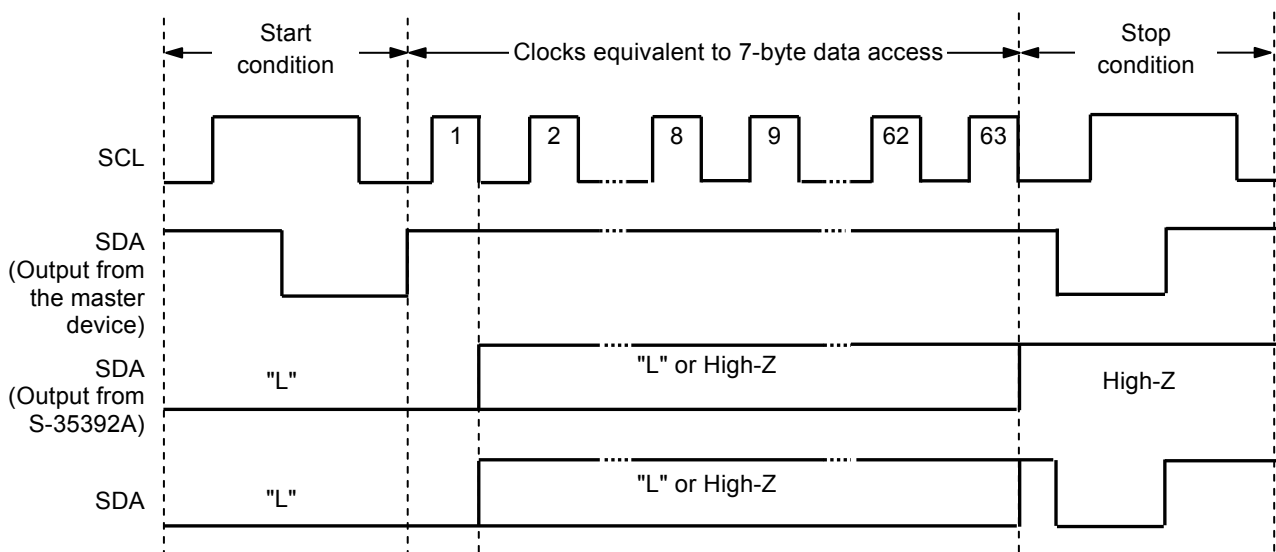 Start
condition
Clocks equivalent to 7-byte data access
Stop
condition
SCL
1
2
8
9
62
63
SDA
(Output from
the master
device)
SDA
(Output from
S-35392A)
"L"
"L" or High-Z
High-Z
SDA
"L"
"L" or High-Z